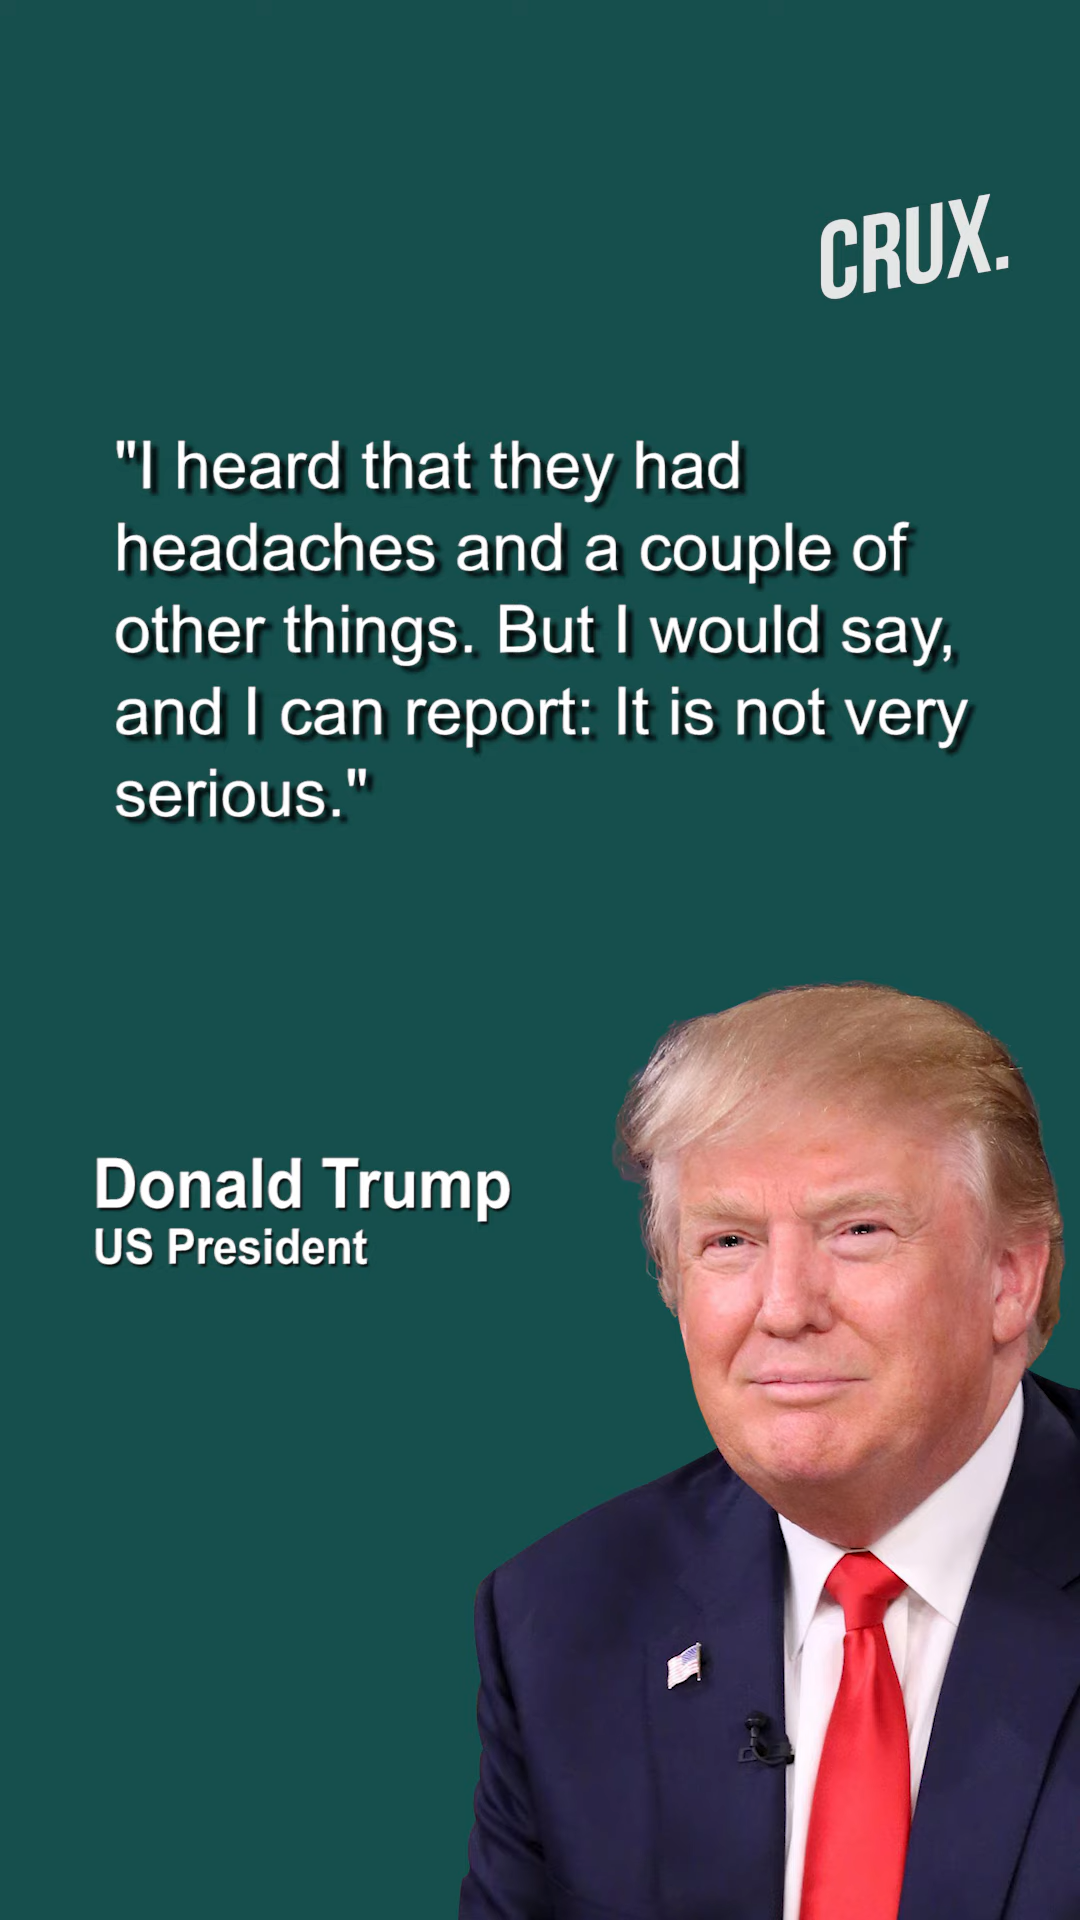 CRUX.
"I heard that they had
headaches and a couple of
other things. But I would say,
and I can report: It is not very
serious."
Donald Trump
US President